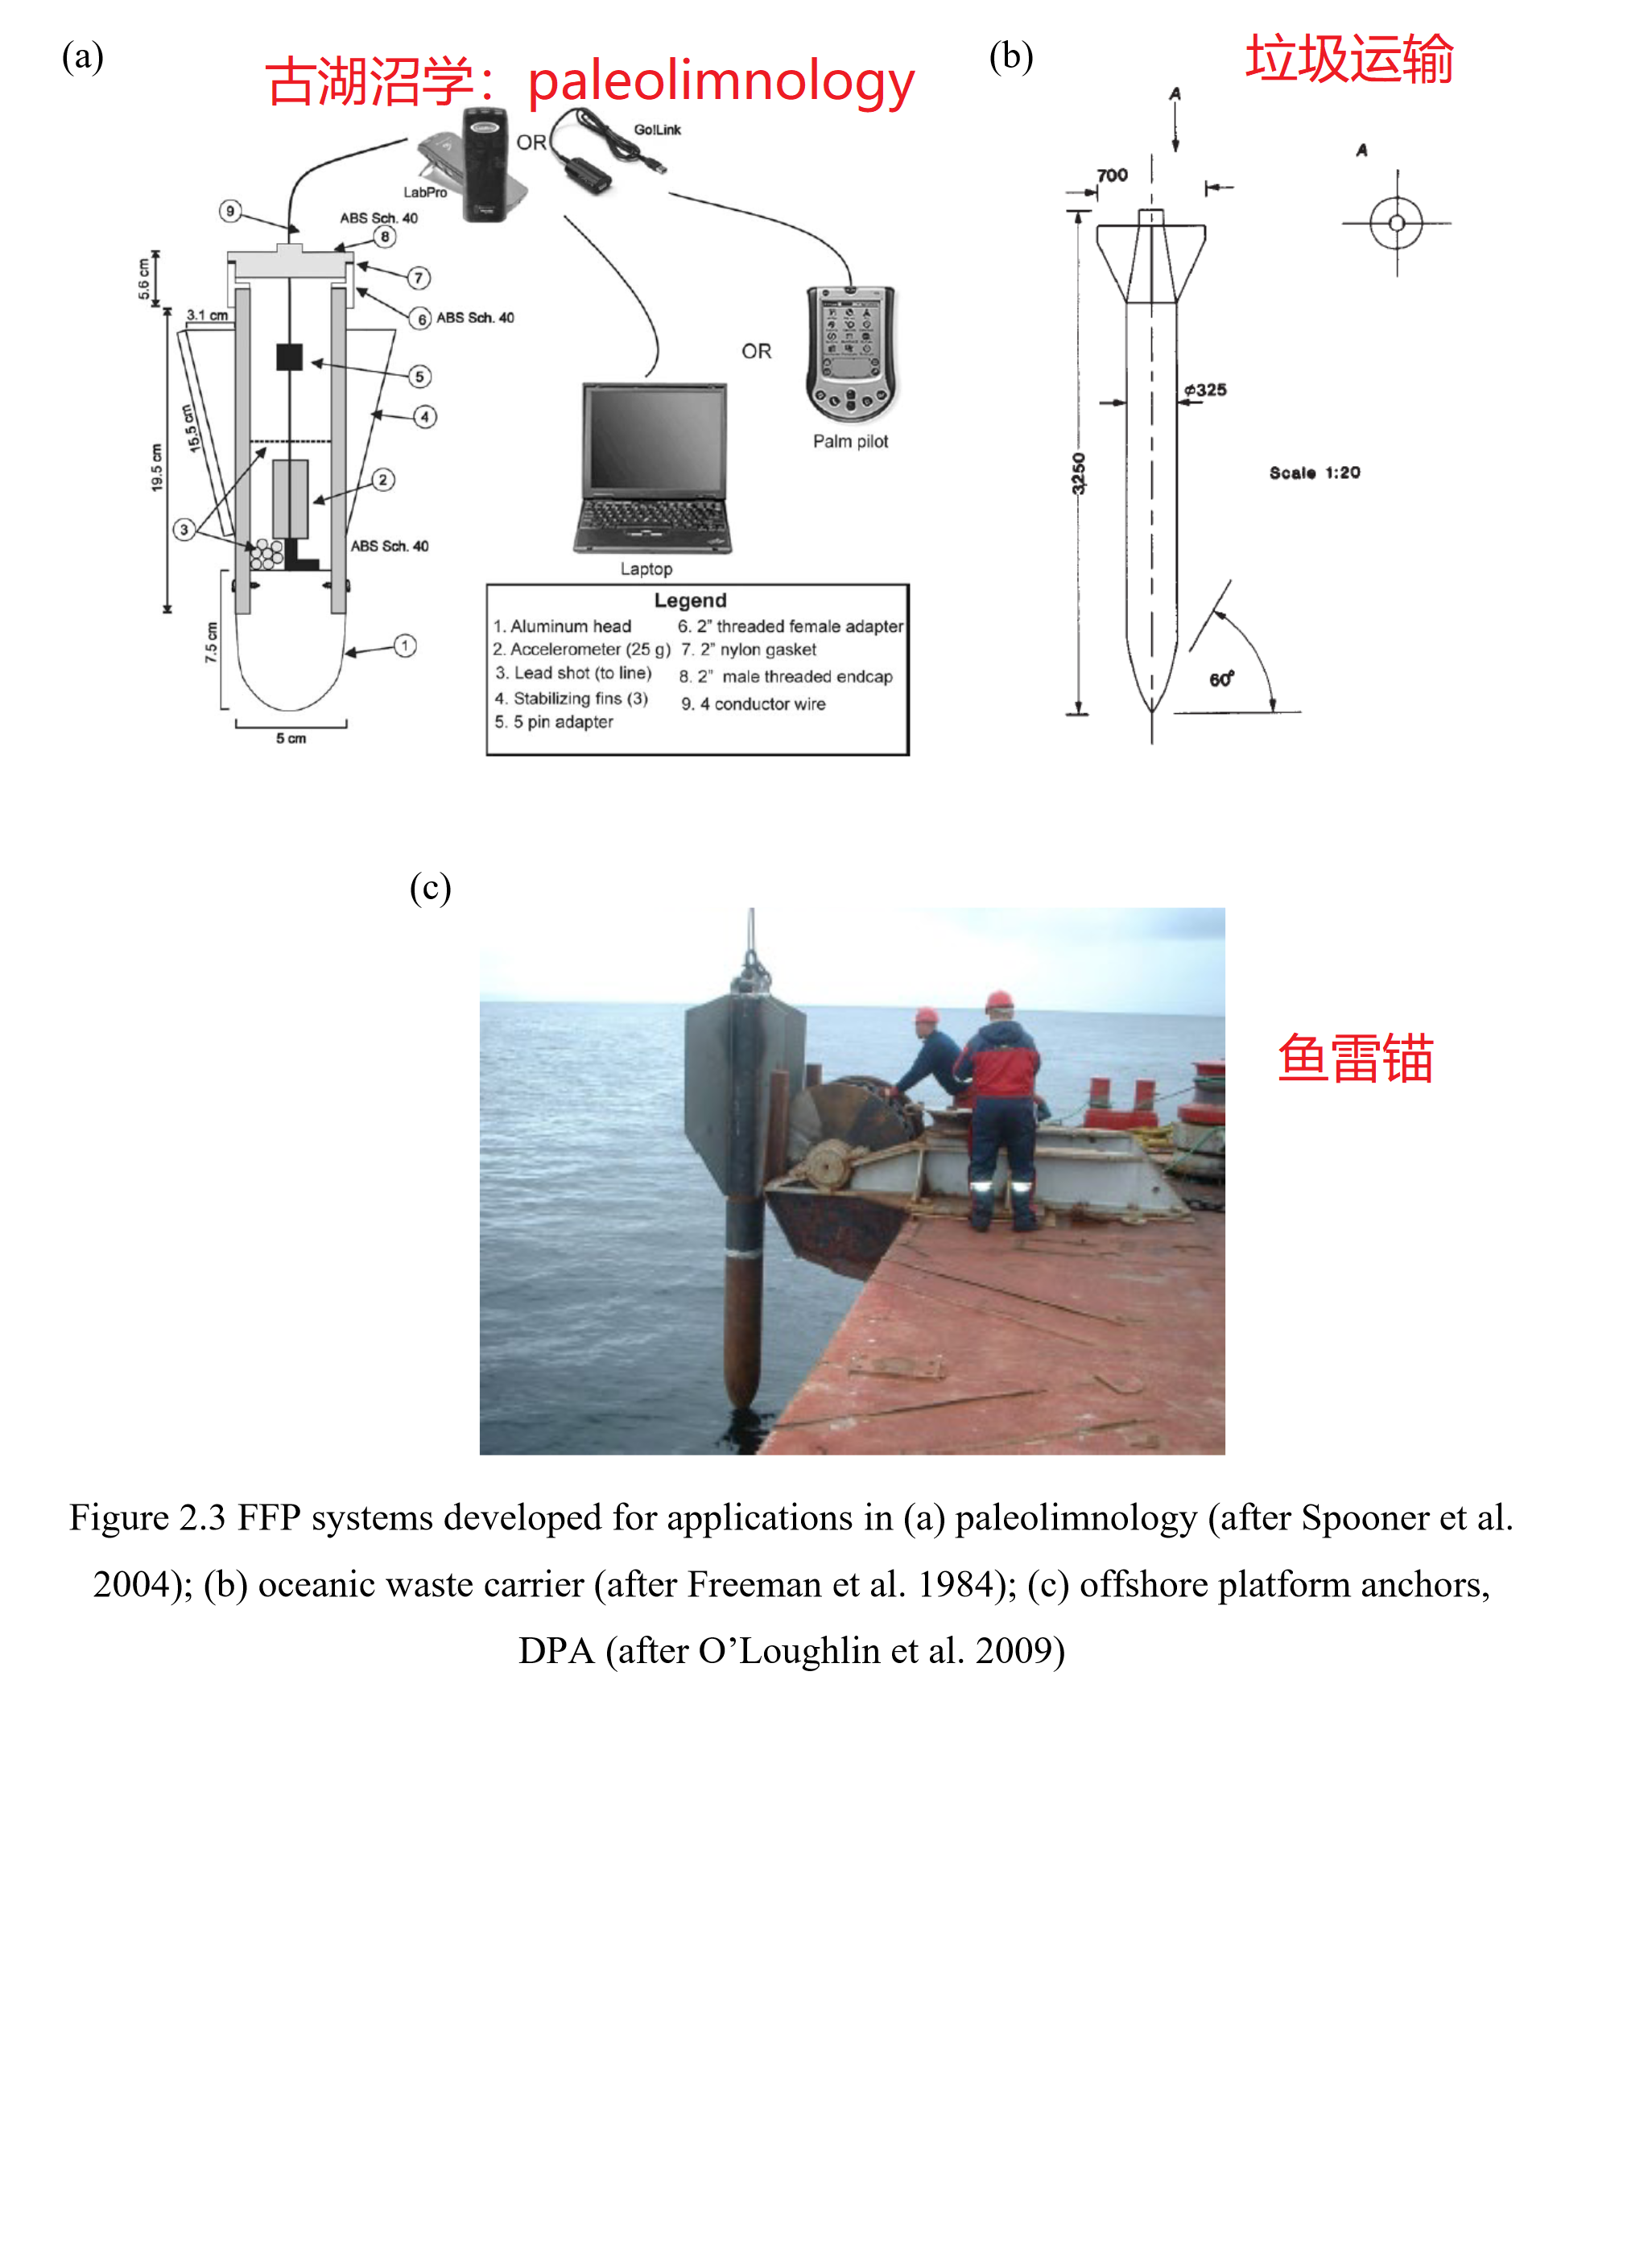 (a)
古湖沼学：paleolimnology
Go!Link
OR
LabPro
9
ABS Sch. 40
8
7
5.6 cm
6 ABS Sch. 40
3.1 cm
5
4
15.5 cm
19.5 cm
2
3
ABS Sch. 40
7.5 cm
1
5 cm
OR
Palm pilot
Laptop
Legend
1. Aluminum head
2. Accelerometer (25 g)
3. Lead shot (to line)
4. Stabilizing fins (3)
5. 5 pin adapter
6. 2" threaded female adapter
7. 2" nylon gasket
8. 2" male threaded endcap
9. 4 conductor wire
(b)
垃圾运输
A
A
700
ϕ325
3250
Scale 1:20
60°
(c)
鱼雷锚
Figure 2.3 FFP systems developed for applications in (a) paleolimnology (after Spooner et al.
2004); (b) oceanic waste carrier (after Freeman et al. 1984); (c) offshore platform anchors,
DPA (after O’Loughlin et al. 2009)